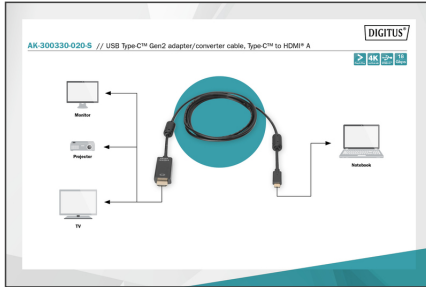 DIGITUS®
AK-300330-020-S // USB Type-C™ Gen2 adapter/converter cable, Type-C™ to HDMI® A
4K
18
Monitor
Projector
TV
Notebook